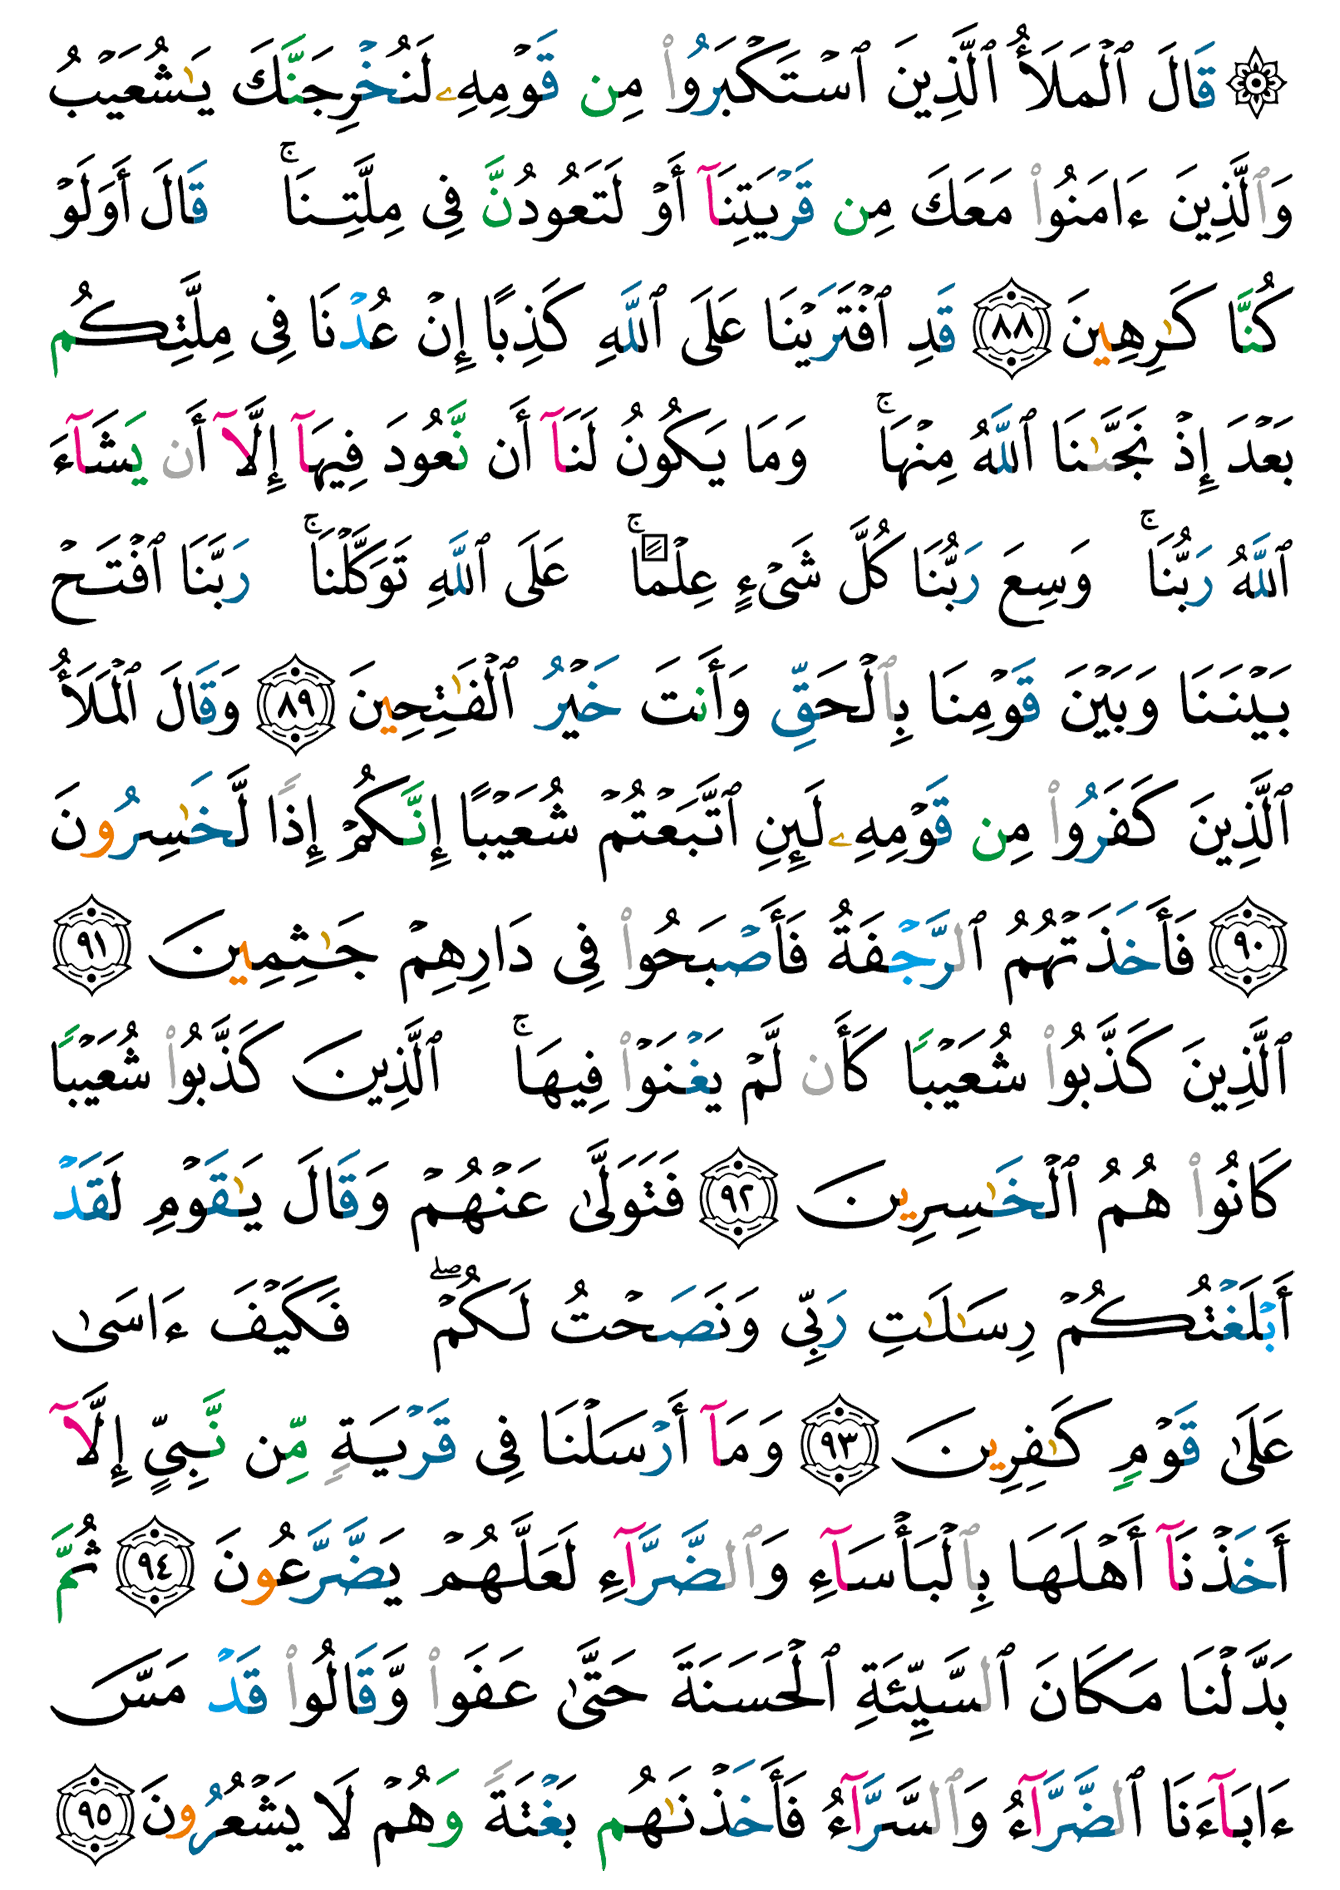 ۞ قَالَ ٱلْمَلَأُ ٱلَّذِينَ ٱسْتَكْبَرُوا۟ مِن قَوْمِهِۦ لَنُخْرِجَنَّكَ يَـٰشُعَيْبُ
وَٱلَّذِينَ ءَامَنُوا۟ مَعَكَ مِن قَرْيَتِنَآ أَوْ لَتَعُودُنَّ فِى مِلَّتِنَا ۚ قَالَ أَوَلَوْ
كُنَّا كَـٰرِهِينَ ٨٨ قَدِ ٱفْتَرَيْنَا عَلَى ٱللَّهِ كَذِبًا إِنْ عُدْنَا فِى مِلَّتِكُم
بَعْدَ إِذْ نَجَّىٰنَا ٱللَّهُ مِنْهَا ۚ وَمَا يَكُونُ لَنَآ أَن نَّعُودَ فِيهَآ إِلَّآ أَن يَشَآءَ
ٱللَّهُ رَبُّنَا ۚ وَسِعَ رَبُّنَا كُلَّ شَىْءٍ عِلْمًا ۚ عَلَى ٱللَّهِ تَوَكَّلْنَا ۚ رَبَّنَا ٱفْتَحْ
بَيْنَنَا وَبَيْنَ قَوْمِنَا بِٱلْحَقِّ وَأَنتَ خَيْرُ ٱلْفَـٰتِحِينَ ٨٩ وَقَالَ ٱلْمَلَأُ
ٱلَّذِينَ كَفَرُوا۟ مِن قَوْمِهِۦ لَئِنِ ٱتَّبَعْتُمْ شُعَيْبًا إِنَّكُمْ إِذًا لَّخَـٰسِرُونَ
٩٠ فَأَخَذَتْهُمُ ٱلرَّجْفَةُ فَأَصْبَحُوا۟ فِى دَارِهِمْ جَـٰثِمِينَ ٩١
ٱلَّذِينَ كَذَّبُوا۟ شُعَيْبًا كَأَن لَّمْ يَغْنَوْا۟ فِيهَا ۚ ٱلَّذِينَ كَذَّبُوا۟ شُعَيْبًا
كَانُوا۟ هُمُ ٱلْخَـٰسِرِينَ ٩٢ فَتَوَلَّىٰ عَنْهُمْ وَقَالَ يَـٰقَوْمِ لَقَدْ
أَبْلَغْتُكُمْ رِسَـٰلَـٰتِ رَبِّى وَنَصَحْتُ لَكُمْ ۖ فَكَيْفَ ءَاسَىٰ
عَلَىٰ قَوْمٍ كَـٰفِرِينَ ٩٣ وَمَآ أَرْسَلْنَا فِى قَرْيَةٍ مِّن نَّبِىٍّ إِلَّآ
أَخَذْنَآ أَهْلَهَا بِٱلْبَأْسَآءِ وَٱلضَّرَّآءِ لَعَلَّهُمْ يَضَّرَّعُونَ ٩٤ ثُمَّ
بَدَّلْنَا مَكَانَ ٱلسَّيِّئَةِ ٱلْحَسَنَةَ حَتَّىٰ عَفَوا۟ وَّقَالُوا۟ قَدْ مَسَّ
ءَابَآءَنَا ٱلضَّرَّآءُ وَٱلسَّرَّآءُ فَأَخَذْنَـٰهُم بَغْتَةً وَهُمْ لَا يَشْعُرُونَ ٩٥